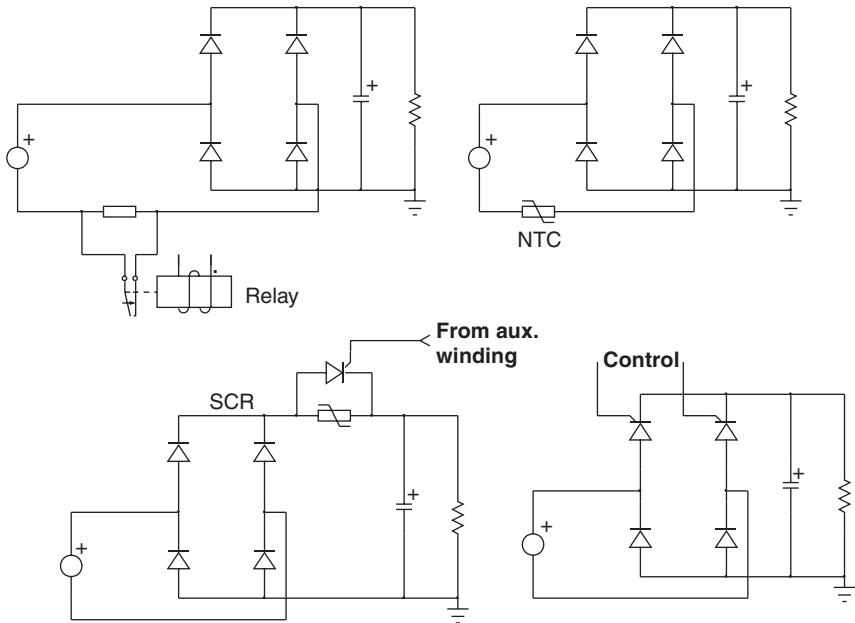 +
+
+
+
NTC
Relay
From aux.
winding
Control
SCR
+
+
+
+